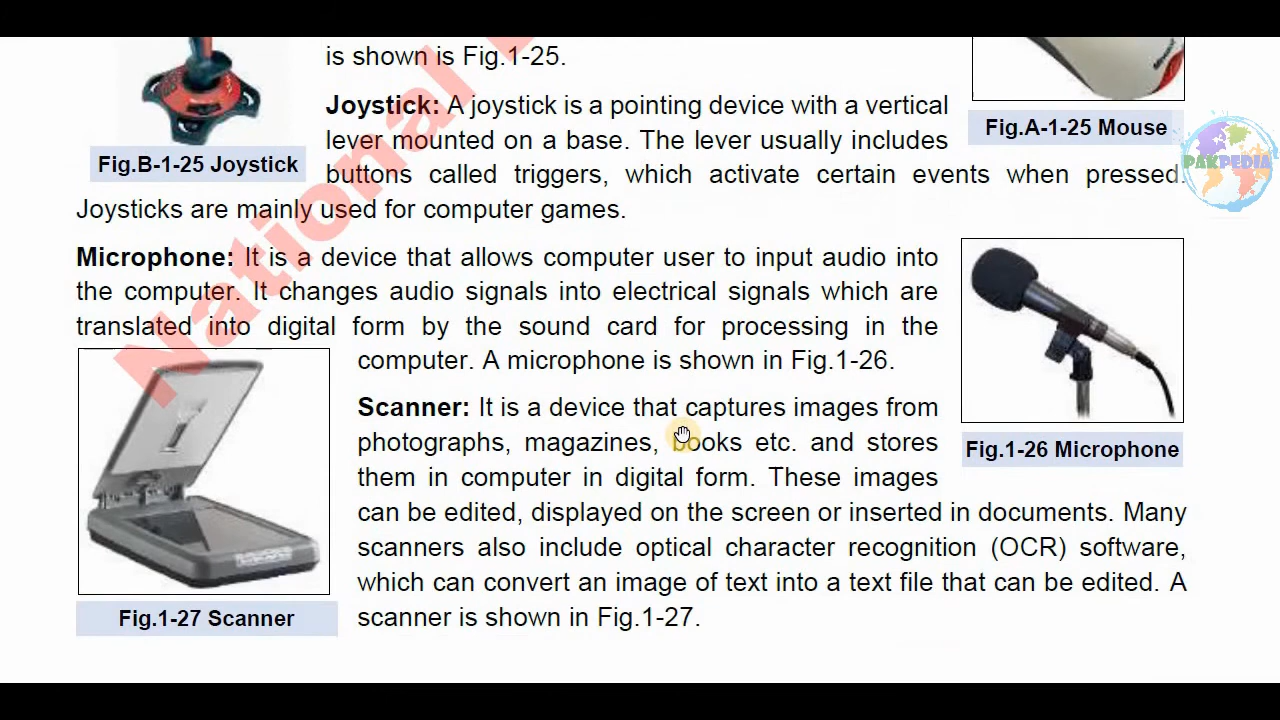 is shown is Fig.1-25.
Joystick: A joystick is a pointing device with a vertical
lever mounted on a base. The lever usually includes
buttons called triggers, which activate certain events when pressed.
Joysticks are mainly used for computer games.
Fig.B-1-25 Joystick
Fig.A-1-25 Mouse
PAKPEDIA
Microphone: It is a device that allows computer user to input audio into
the computer. It changes audio signals into electrical signals which are
translated into digital form by the sound card for processing in the
computer. A microphone is shown in Fig.1-26.
Fig.1-26 Microphone
Scanner: It is a device that captures images from
photographs, magazines, books etc. and stores
them in computer in digital form. These images
can be edited, displayed on the screen or inserted in documents. Many
scanners also include optical character recognition (OCR) software,
which can convert an image of text into a text file that can be edited. A
scanner is shown in Fig.1-27.
Fig.1-27 Scanner
National